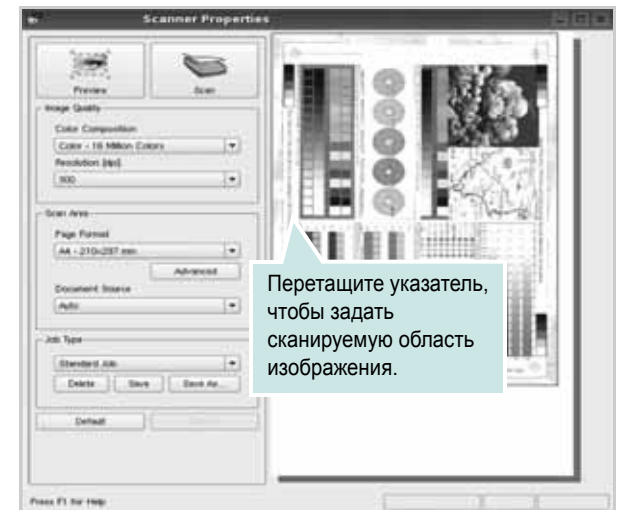 Scanner Properties
Preview
Scan
Image Quality
Color Composition
Color - 16 Million Colors
Resolution [dpi]
300
Scan Area
Page Format
A4 - 210x297 mm
Advanced
Document Source
Auto
Job Type
Standard Job
Delete
Save
Save As...
Default
Перетащите указатель,
чтобы задать
сканируемую область
изображения.
Press F1 for Help